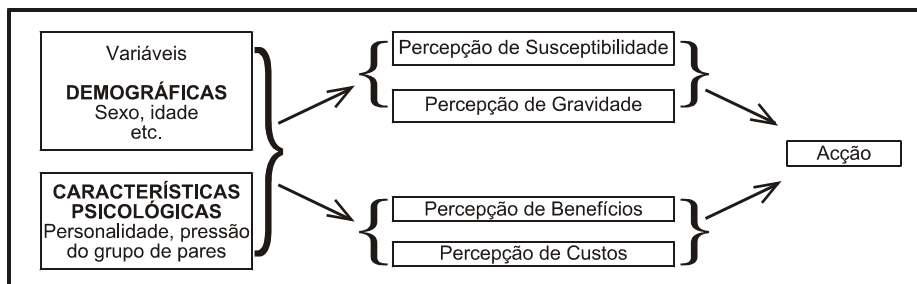 Variáveis
DEMOGRÁFICAS
Sexo, idade
etc.
CARACTERÍSTICAS
PSICOLÓGICAS
Personalidade, pressão
do grupo de pares
Percepção de Susceptibilidade
Percepção de Gravidade
Percepção de Benefícios
Percepção de Custos
Acção